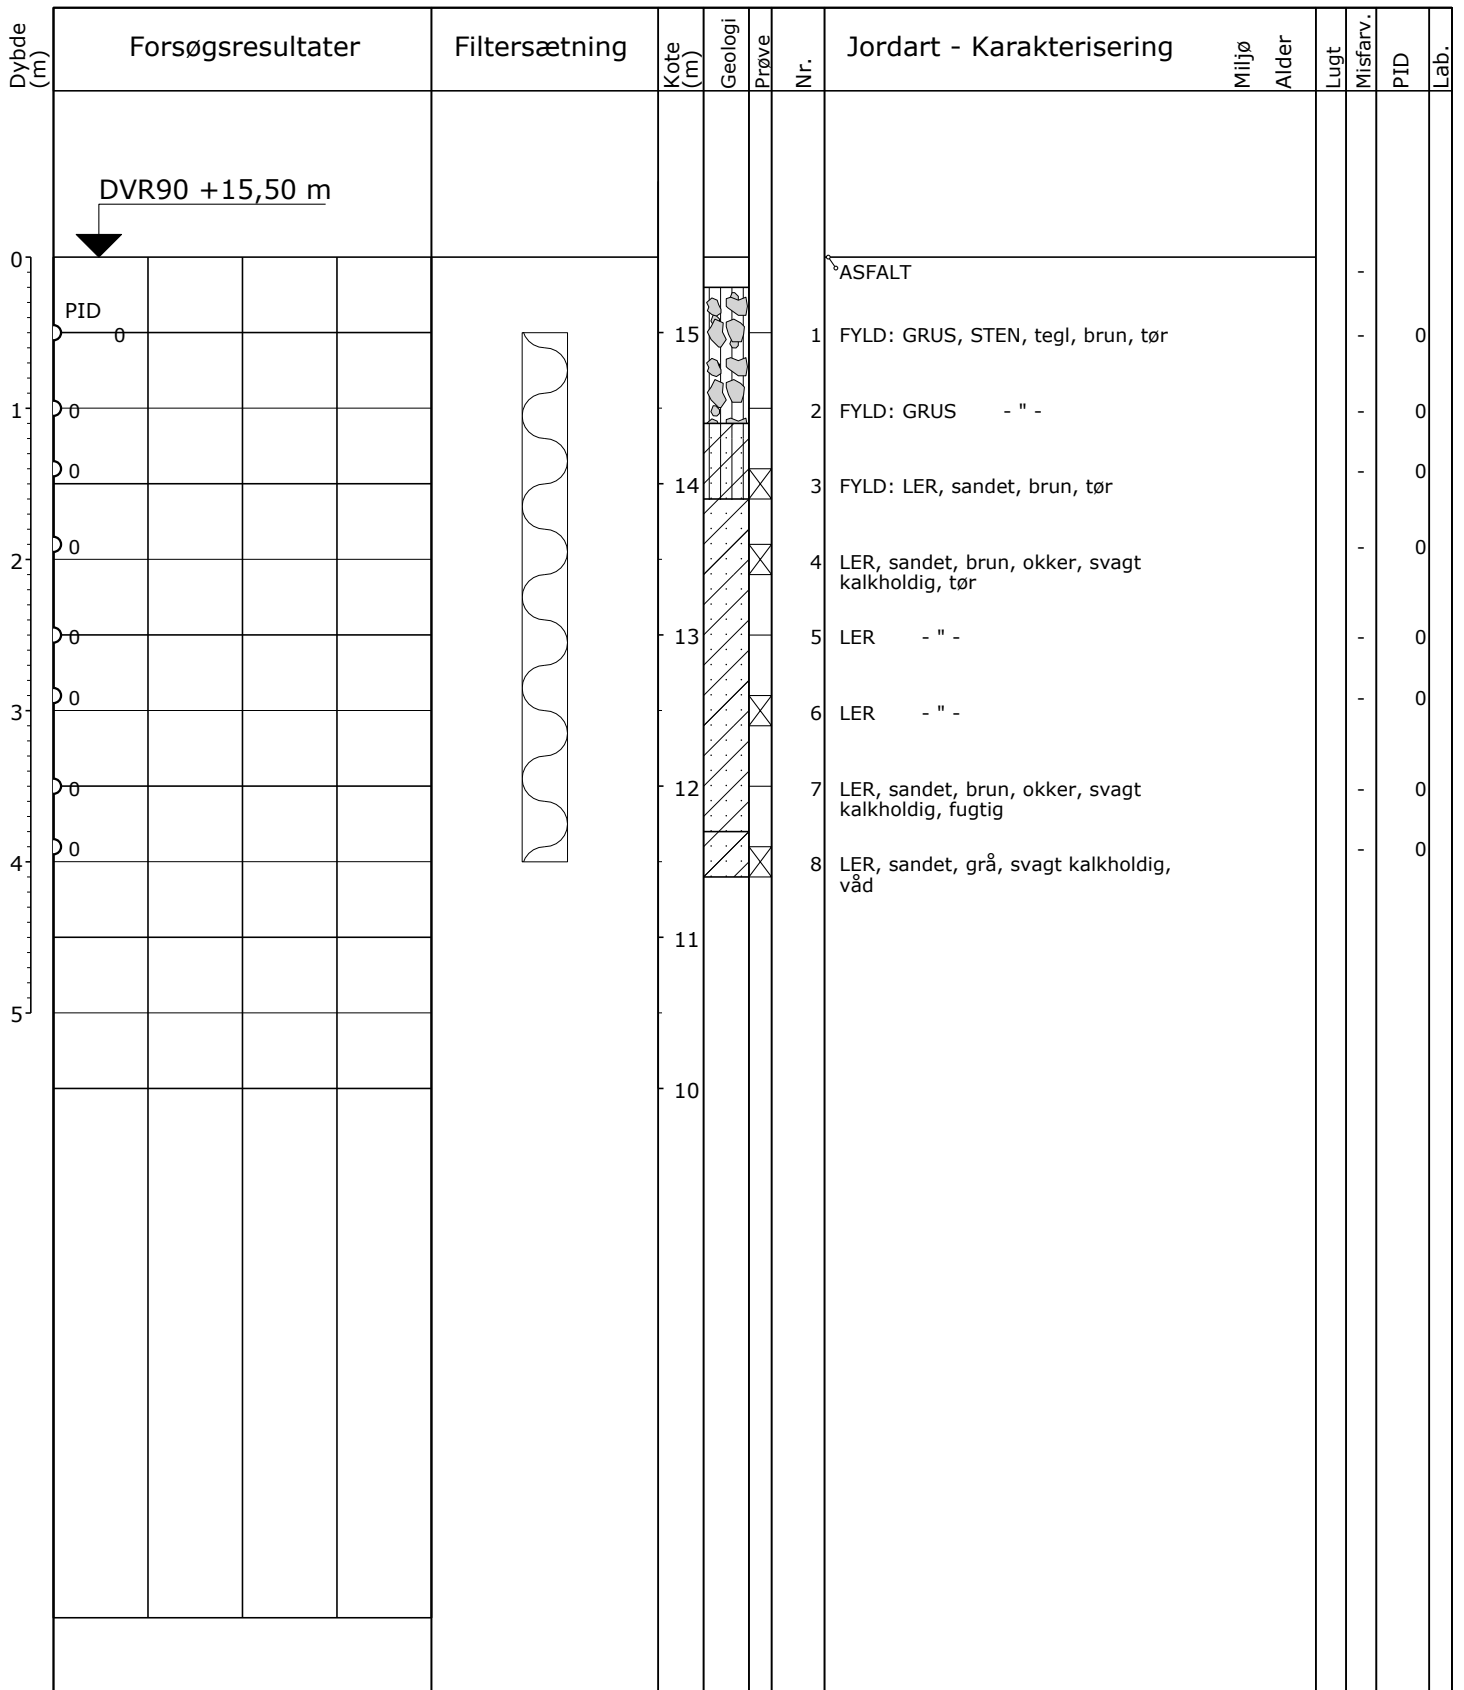 Dybde
(m)
Forsøgsresultater
Filtersætning
Kote
(m)
Geologi
Prøve
Nr.
Jordart - Karakterisering
Miljø
Alder
Lugt
Misfarv.
PID
Lab.
DVR90 +15,50 m
0
ASFALT -
PID
0 15 1 FYLD: GRUS, STEN, tegl, brun, tør - 0
1 0 2 FYLD: GRUS - " - - 0
0 - 0
14 3 FYLD: LER, sandet, brun, tør
0 - 0
2 4 LER, sandet, brun, okker, svagt
kalkholdig, tør
0 13 5 LER - " - - 0
0 - 0
3 6 LER - " -
0 12 7 LER, sandet, brun, okker, svagt - 0
kalkholdig, fugtig
0 - 0
4 8 LER, sandet, grå, svagt kalkholdig,
våd
11
5
10